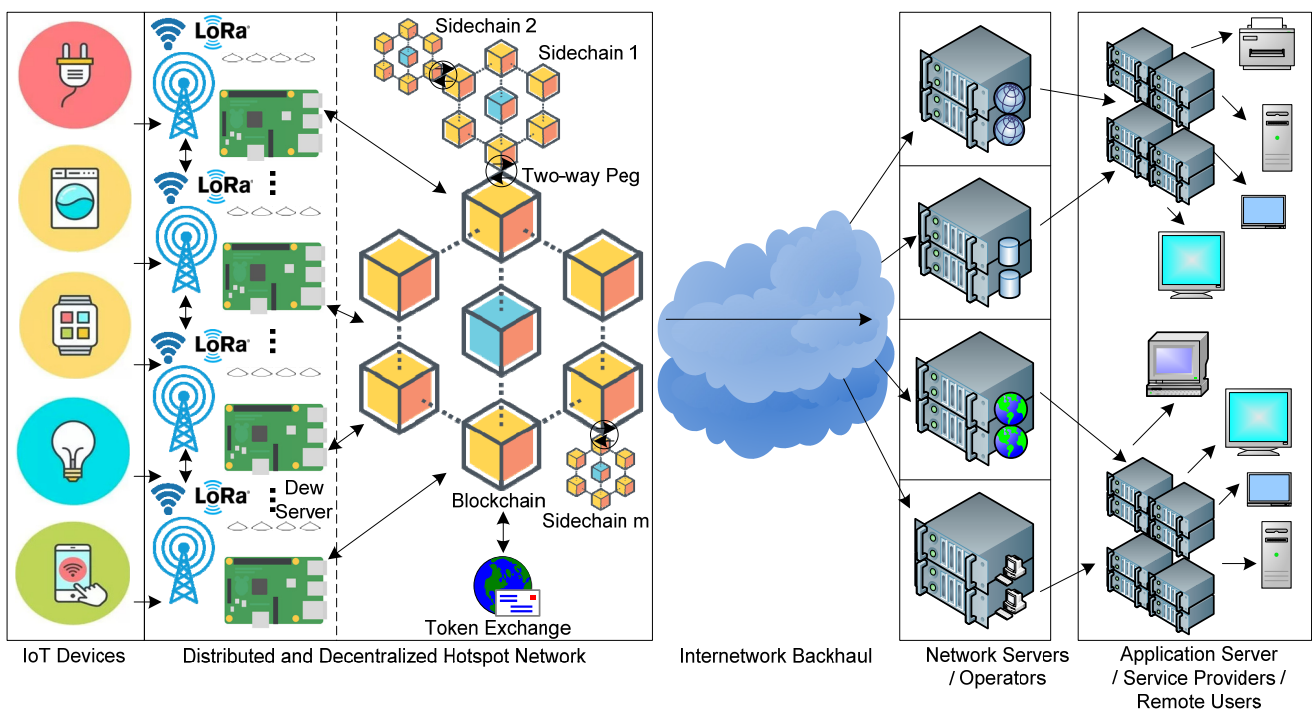 LoRa
Sidechain 2
Sidechain 1
Two-way Peg
LoRa
LoRa
LoRa
Dew
Server
Blockchain
Sidechain m
Token Exchange
IoT Devices
Distributed and Decentralized Hotspot Network
Internetwork Backhaul
Network Servers
/ Operators
Application Server
/ Service Providers /
Remote Users